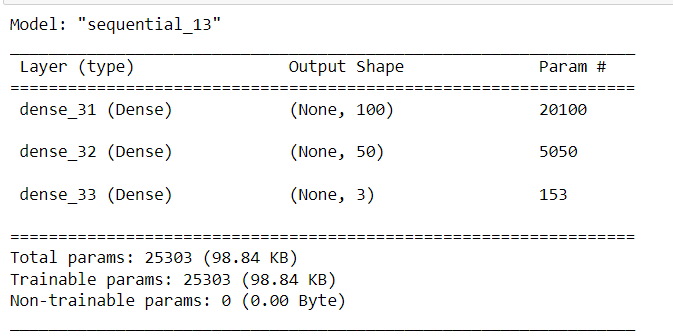 Model: "sequential_13"
_________________________________________________________________
Layer (type)                Output Shape              Param #
=================================================================
dense_31 (Dense)            (None, 100)               20100
dense_32 (Dense)            (None, 50)                5050
dense_33 (Dense)            (None, 3)                 153
=================================================================
Total params: 25303 (98.84 KB)
Trainable params: 25303 (98.84 KB)
Non-trainable params: 0 (0.00 Byte)
_________________________________________________________________